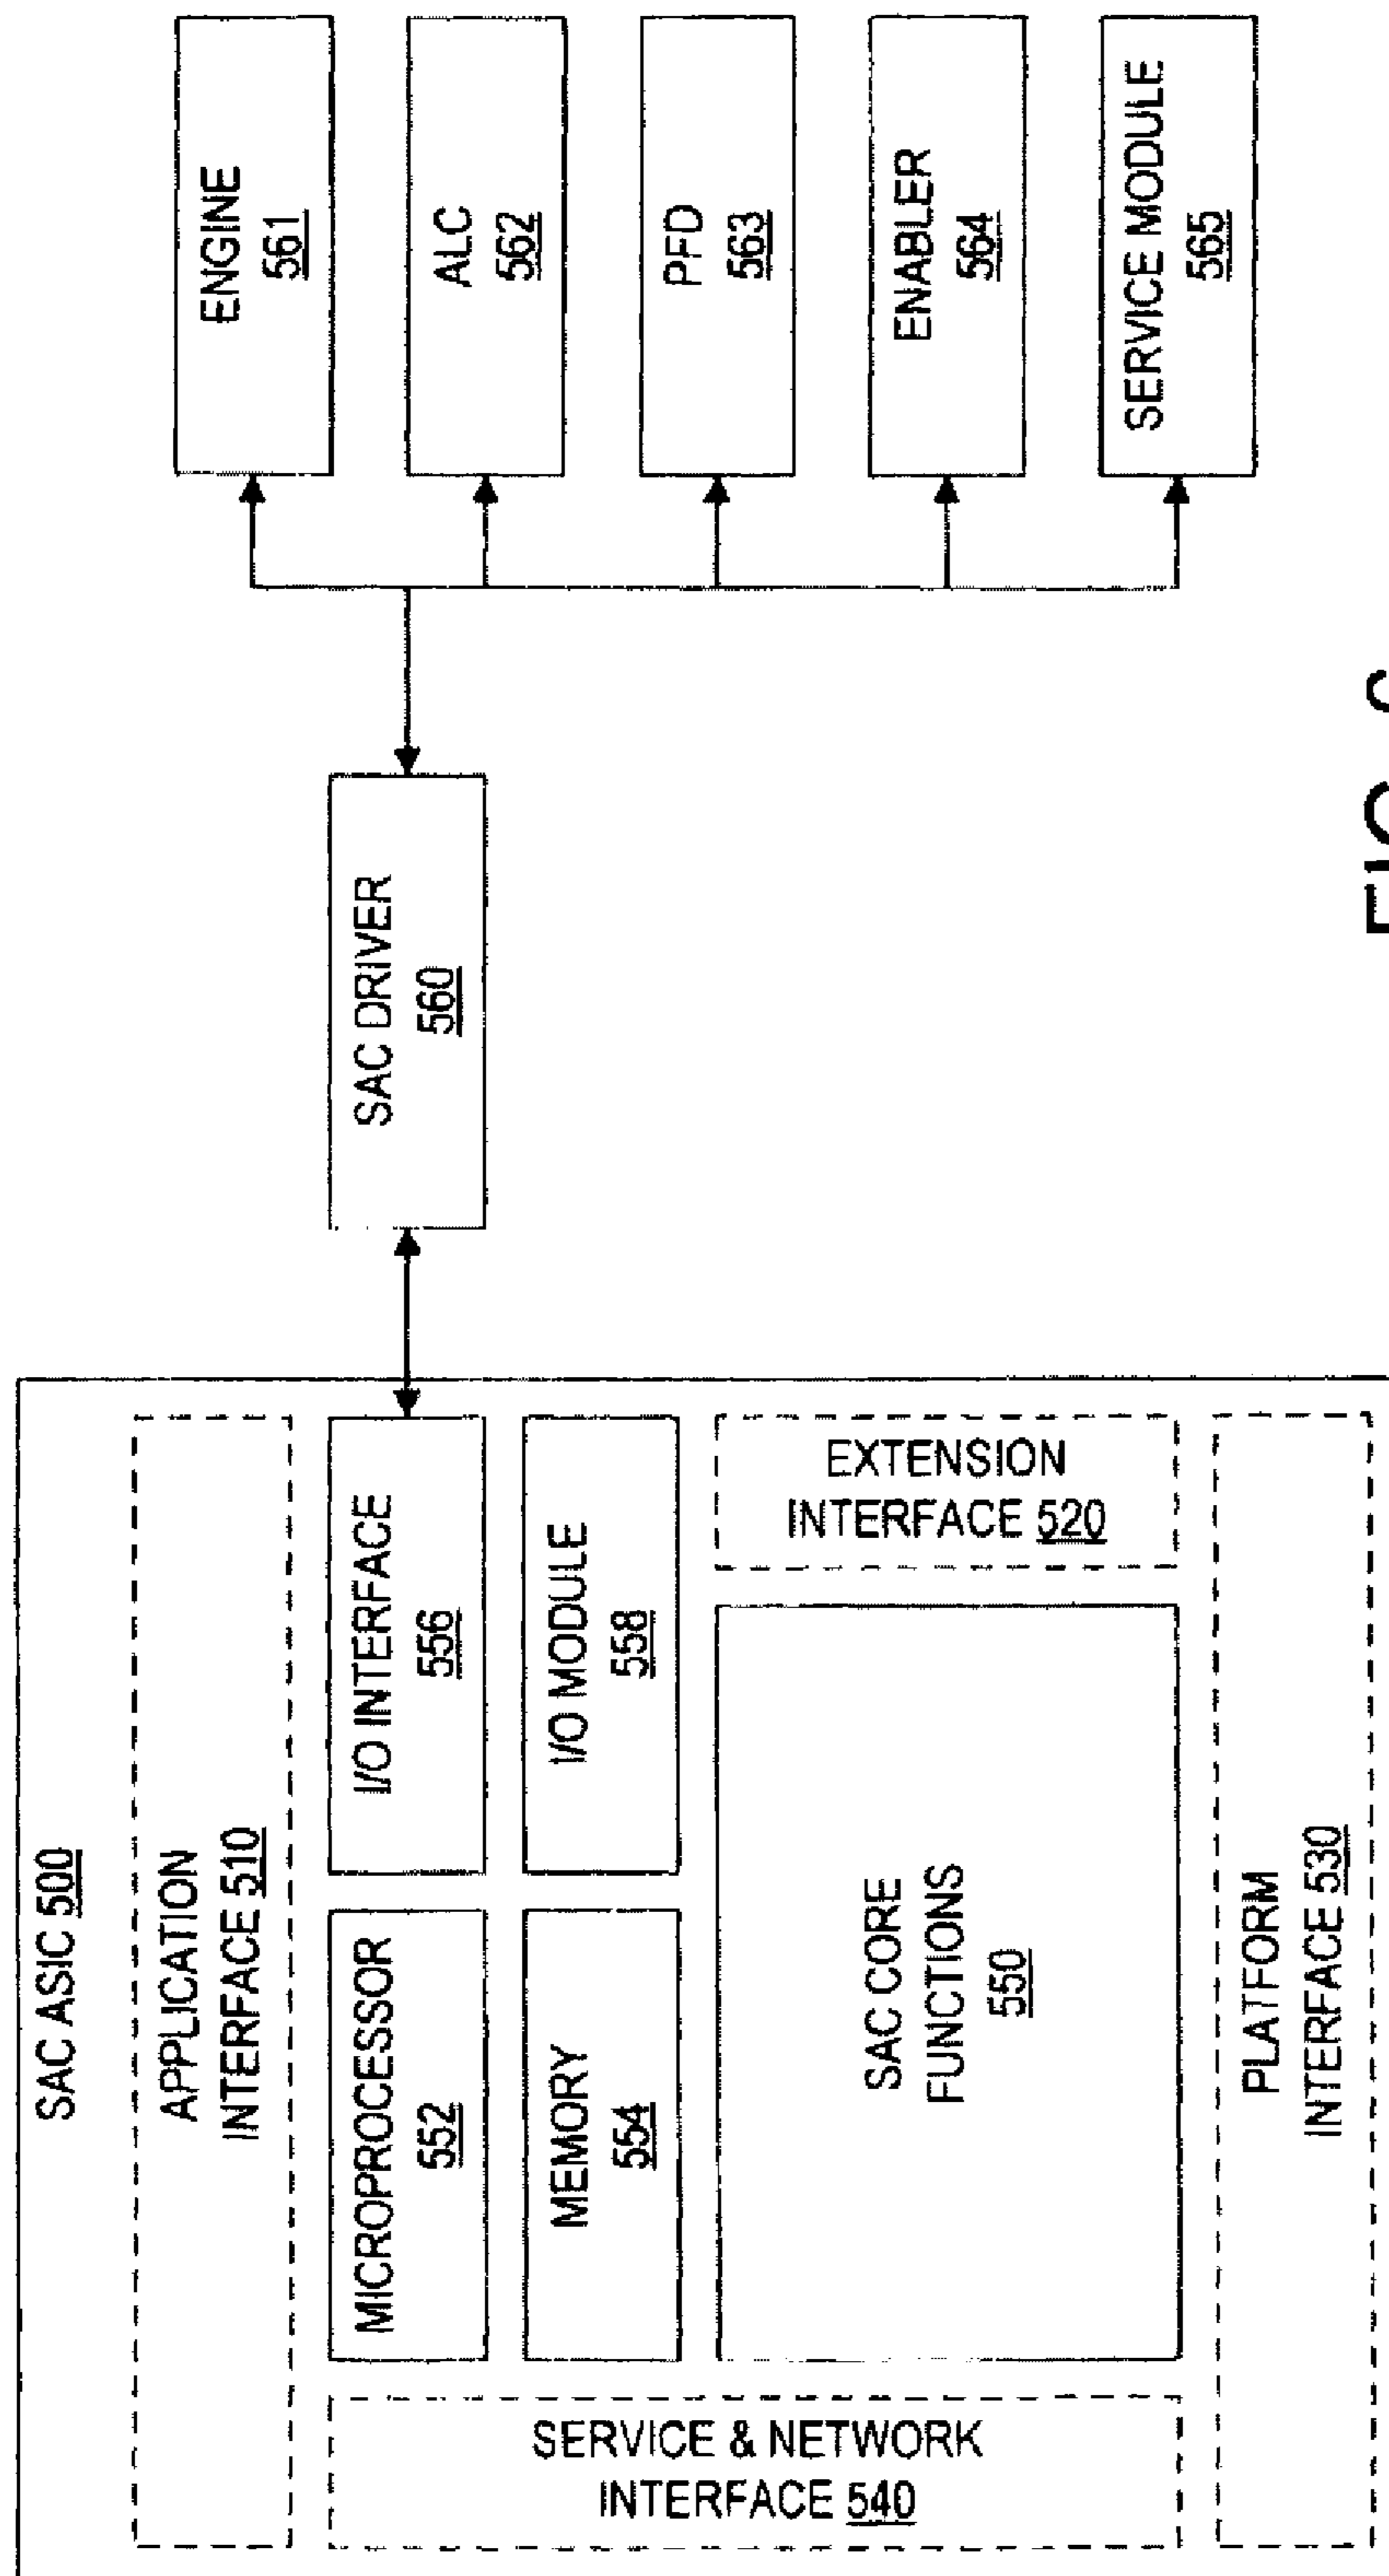 SAC ASIC 500
APPLICATION
INTERFACE 510
MICROPROCESSOR
552
I/O INTERFACE
556
MEMORY
554
I/O MODULE
558
SERVICE & NETWORK
INTERFACE 540
SAC CORE
FUNCTIONS
550
EXTENSION
INTERFACE 520
PLATFORM
INTERFACE 530
SAC DRIVER
560
ENGINE
561
ALC
562
PFD
563
ENABLER
564
SERVICE MODULE
565